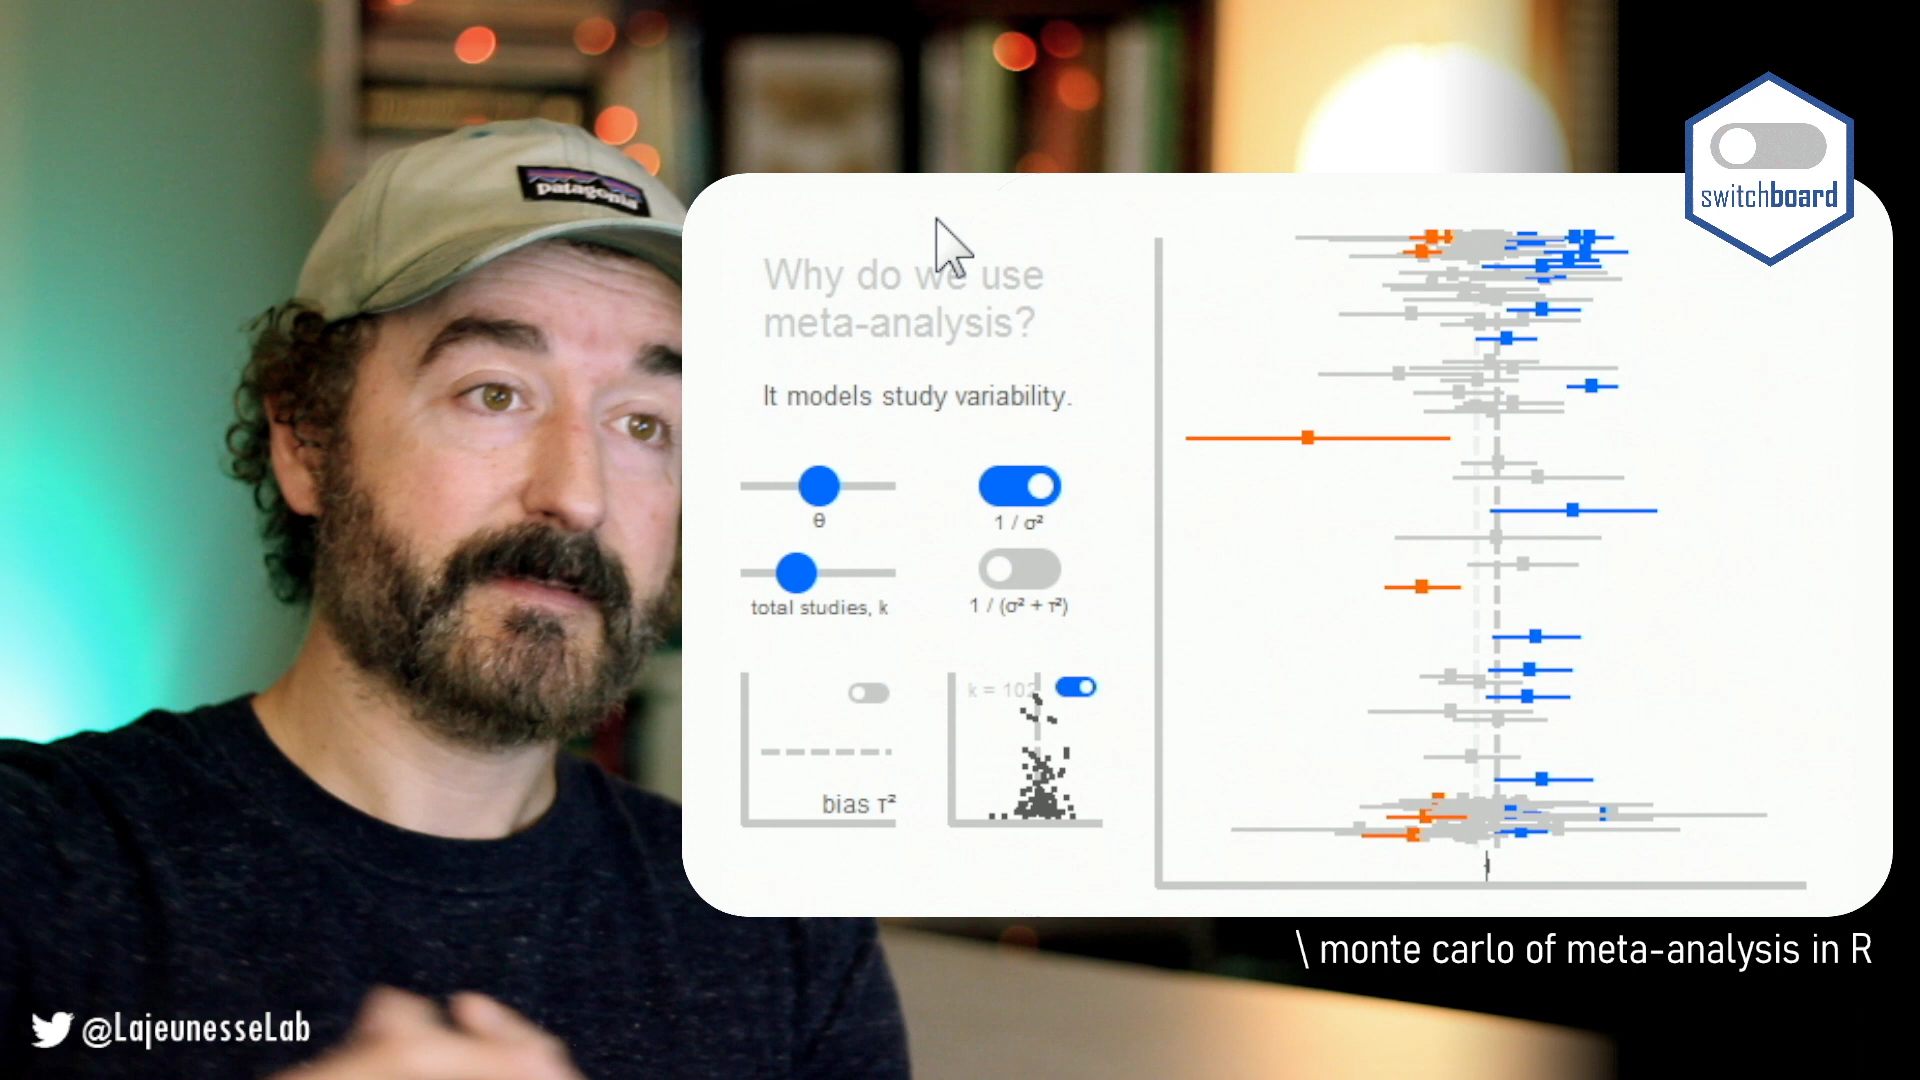 patagonia
switchboard
Why do we use
meta-analysis?
It models study variability.
θ
1 / σ²
total studies, k
1 / (σ² + τ²)
k = 102
bias τ²
\ monte carlo of meta-analysis in R
@LajeunesseLab